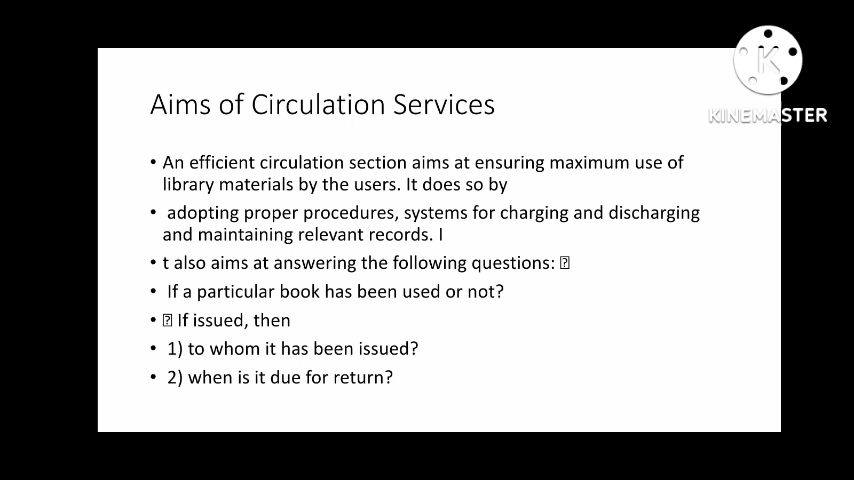 Aims of Circulation Services
KINEMASTER
• An efficient circulation section aims at ensuring maximum use of
library materials by the users. It does so by
• adopting proper procedures, systems for charging and discharging
and maintaining relevant records. I
• t also aims at answering the following questions: 
• If a particular book has been used or not?
•  If issued, then
• 1) to whom it has been issued?
• 2) when is it due for return?